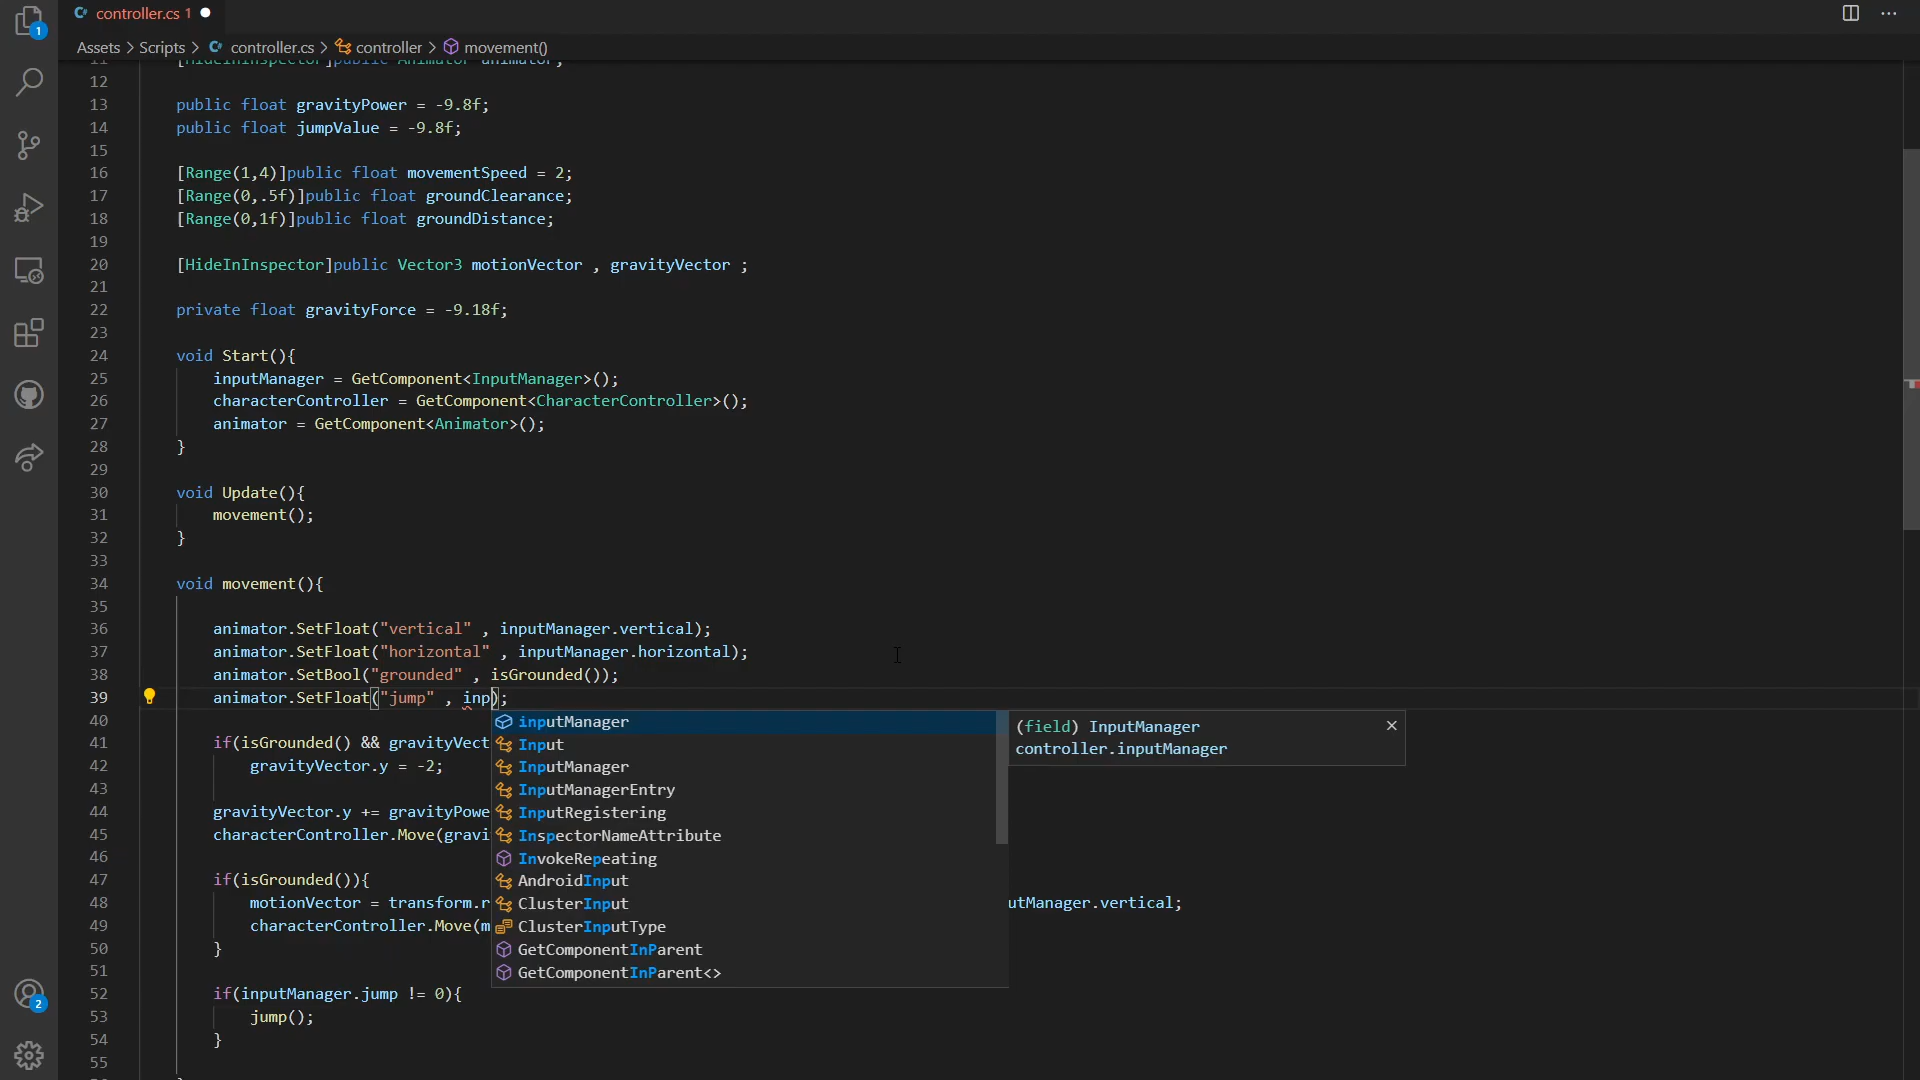 1
controller.cs 1
Assets > Scripts > controller.cs > controller > movement()
11 [HideInInspector]public Animator animator;
12
13 public float gravityPower = -9.8f;
14 public float jumpValue = -9.8f;
15
16 [Range(1,4)]public float movementSpeed = 2;
17 [Range(0,.5f)]public float groundClearance;
18 [Range(0,1f)]public float groundDistance;
19
20 [HideInInspector]public Vector3 motionVector , gravityVector ;
21
22 private float gravityForce = -9.18f;
23
24 void Start(){
25 inputManager = GetComponent<InputManager>();
26 characterController = GetComponent<CharacterController>();
27 animator = GetComponent<Animator>();
28 }
29
30 void Update(){
31 movement();
32 }
33
34 void movement(){
35
36 animator.SetFloat("vertical" , inputManager.vertical);
37 animator.SetFloat("horizontal" , inputManager.horizontal);
38 animator.SetBool("grounded" , isGrounded());
39 animator.SetFloat("jump" , inp);
40
41 if(isGrounded() && gravityVect
42 gravityVector.y = -2;
43
44 gravityVector.y += gravityPowe
45 characterController.Move(gravi
46
47 if(isGrounded()){
48 motionVector = transform.r utManager.vertical;
49 characterController.Move(m
50 }
51
52 if(inputManager.jump != 0){
53 jump();
54 }
55
inputManager
Input
InputManager
InputManagerEntry
InputRegistering
InspectorNameAttribute
InvokeRepeating
AndroidInput
ClusterInput
ClusterInputType
GetComponentInParent
GetComponentInParent<>
(field) InputManager
controller.inputManager
2